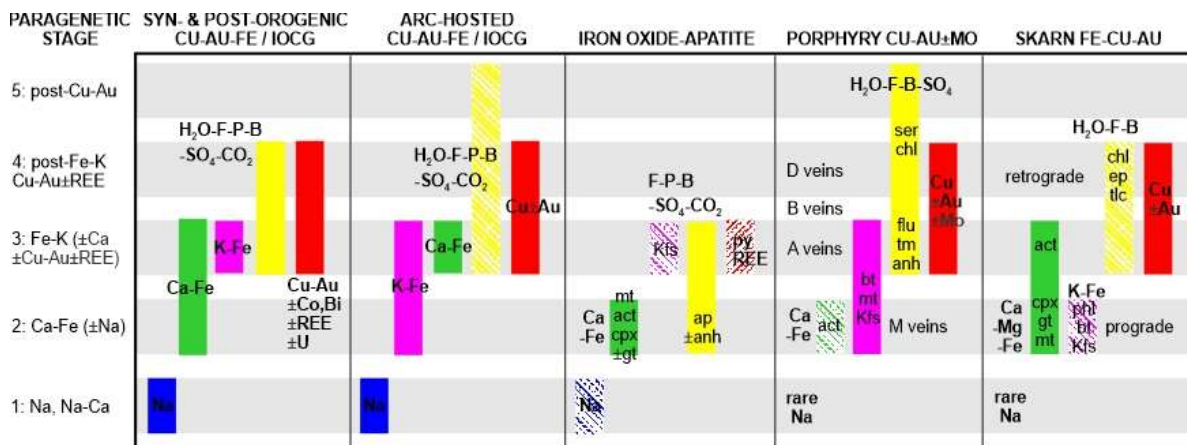 PARAGENETIC
STAGE
SYN- & POST-OROGENIC
CU-AU-FE / IOCG
ARC-HOSTED
CU-AU-FE / IOCG
IRON OXIDE-APATITE
PORPHYRY CU-AU±MO
SKARN FE-CU-AU
5: post-Cu-Au
4: post-Fe-K
Cu-Au±REE
3: Fe-K (±Ca
±Cu-Au±REE)
2: Ca-Fe (±Na)
1: Na, Na-Ca
H₂O-F-P-B
-SO₄-CO₂
K-Fe
Ca-Fe
Cu-Au
±Co,Bi
±REE
±U
Na
H₂O-F-P-B
-SO₄-CO₂
Cu±Au
Ca-Fe
K-Fe
Na
F-P-B
-SO₄-CO₂
Kfs
py
REE
mt
act
cpx
±gt
Ca
-Fe
ap
±anh
Na
H₂O-F-B-SO₄
ser
chl
D veins
B veins
A veins
M veins
Cu
±Au
±Mo
flu
tm
anh
bt
mt
Kfs
Ca
-Fe
act
rare
Na
H₂O-F-B
retrograde
chl
ep
tlc
Cu
±Au
act
cpx
gt
mt
Ca
-Mg
-Fe
K-Fe
phl
bt
Kfs
prograde
rare
Na